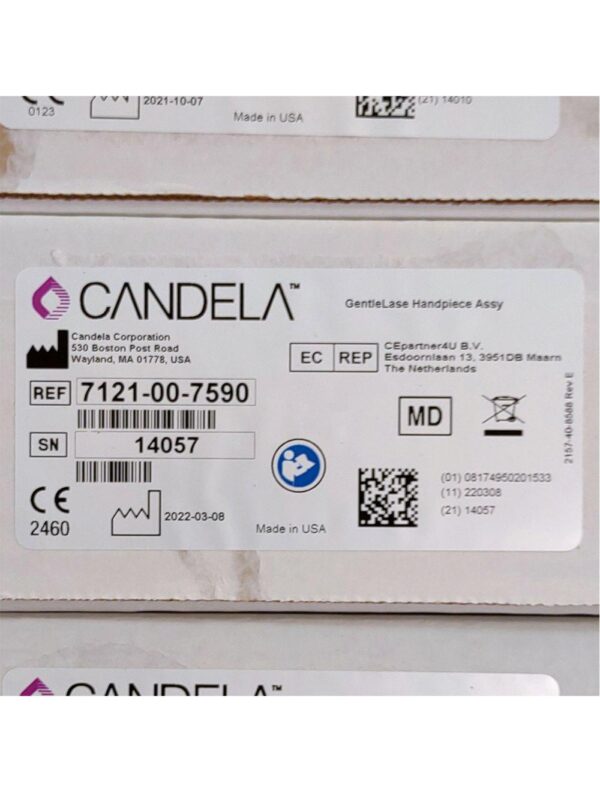 0123
2021-10-07
Made in USA
(21) 14010
CANDELA™
GentleLase Handpiece Assy
Candela Corporation
530 Boston Post Road
Wayland, MA 01778, USA
EC REP
CEpartner4U B.V.
Esdoornlaan 13, 3951DB Maarn
The Netherlands
REF 7121-00-7590
MD
SN 14057
2157-40-8588 Rev E
(01) 08174950201533
(11) 220308
(21) 14057
CE
2460
2022-03-08
Made in USA
CANDELA™